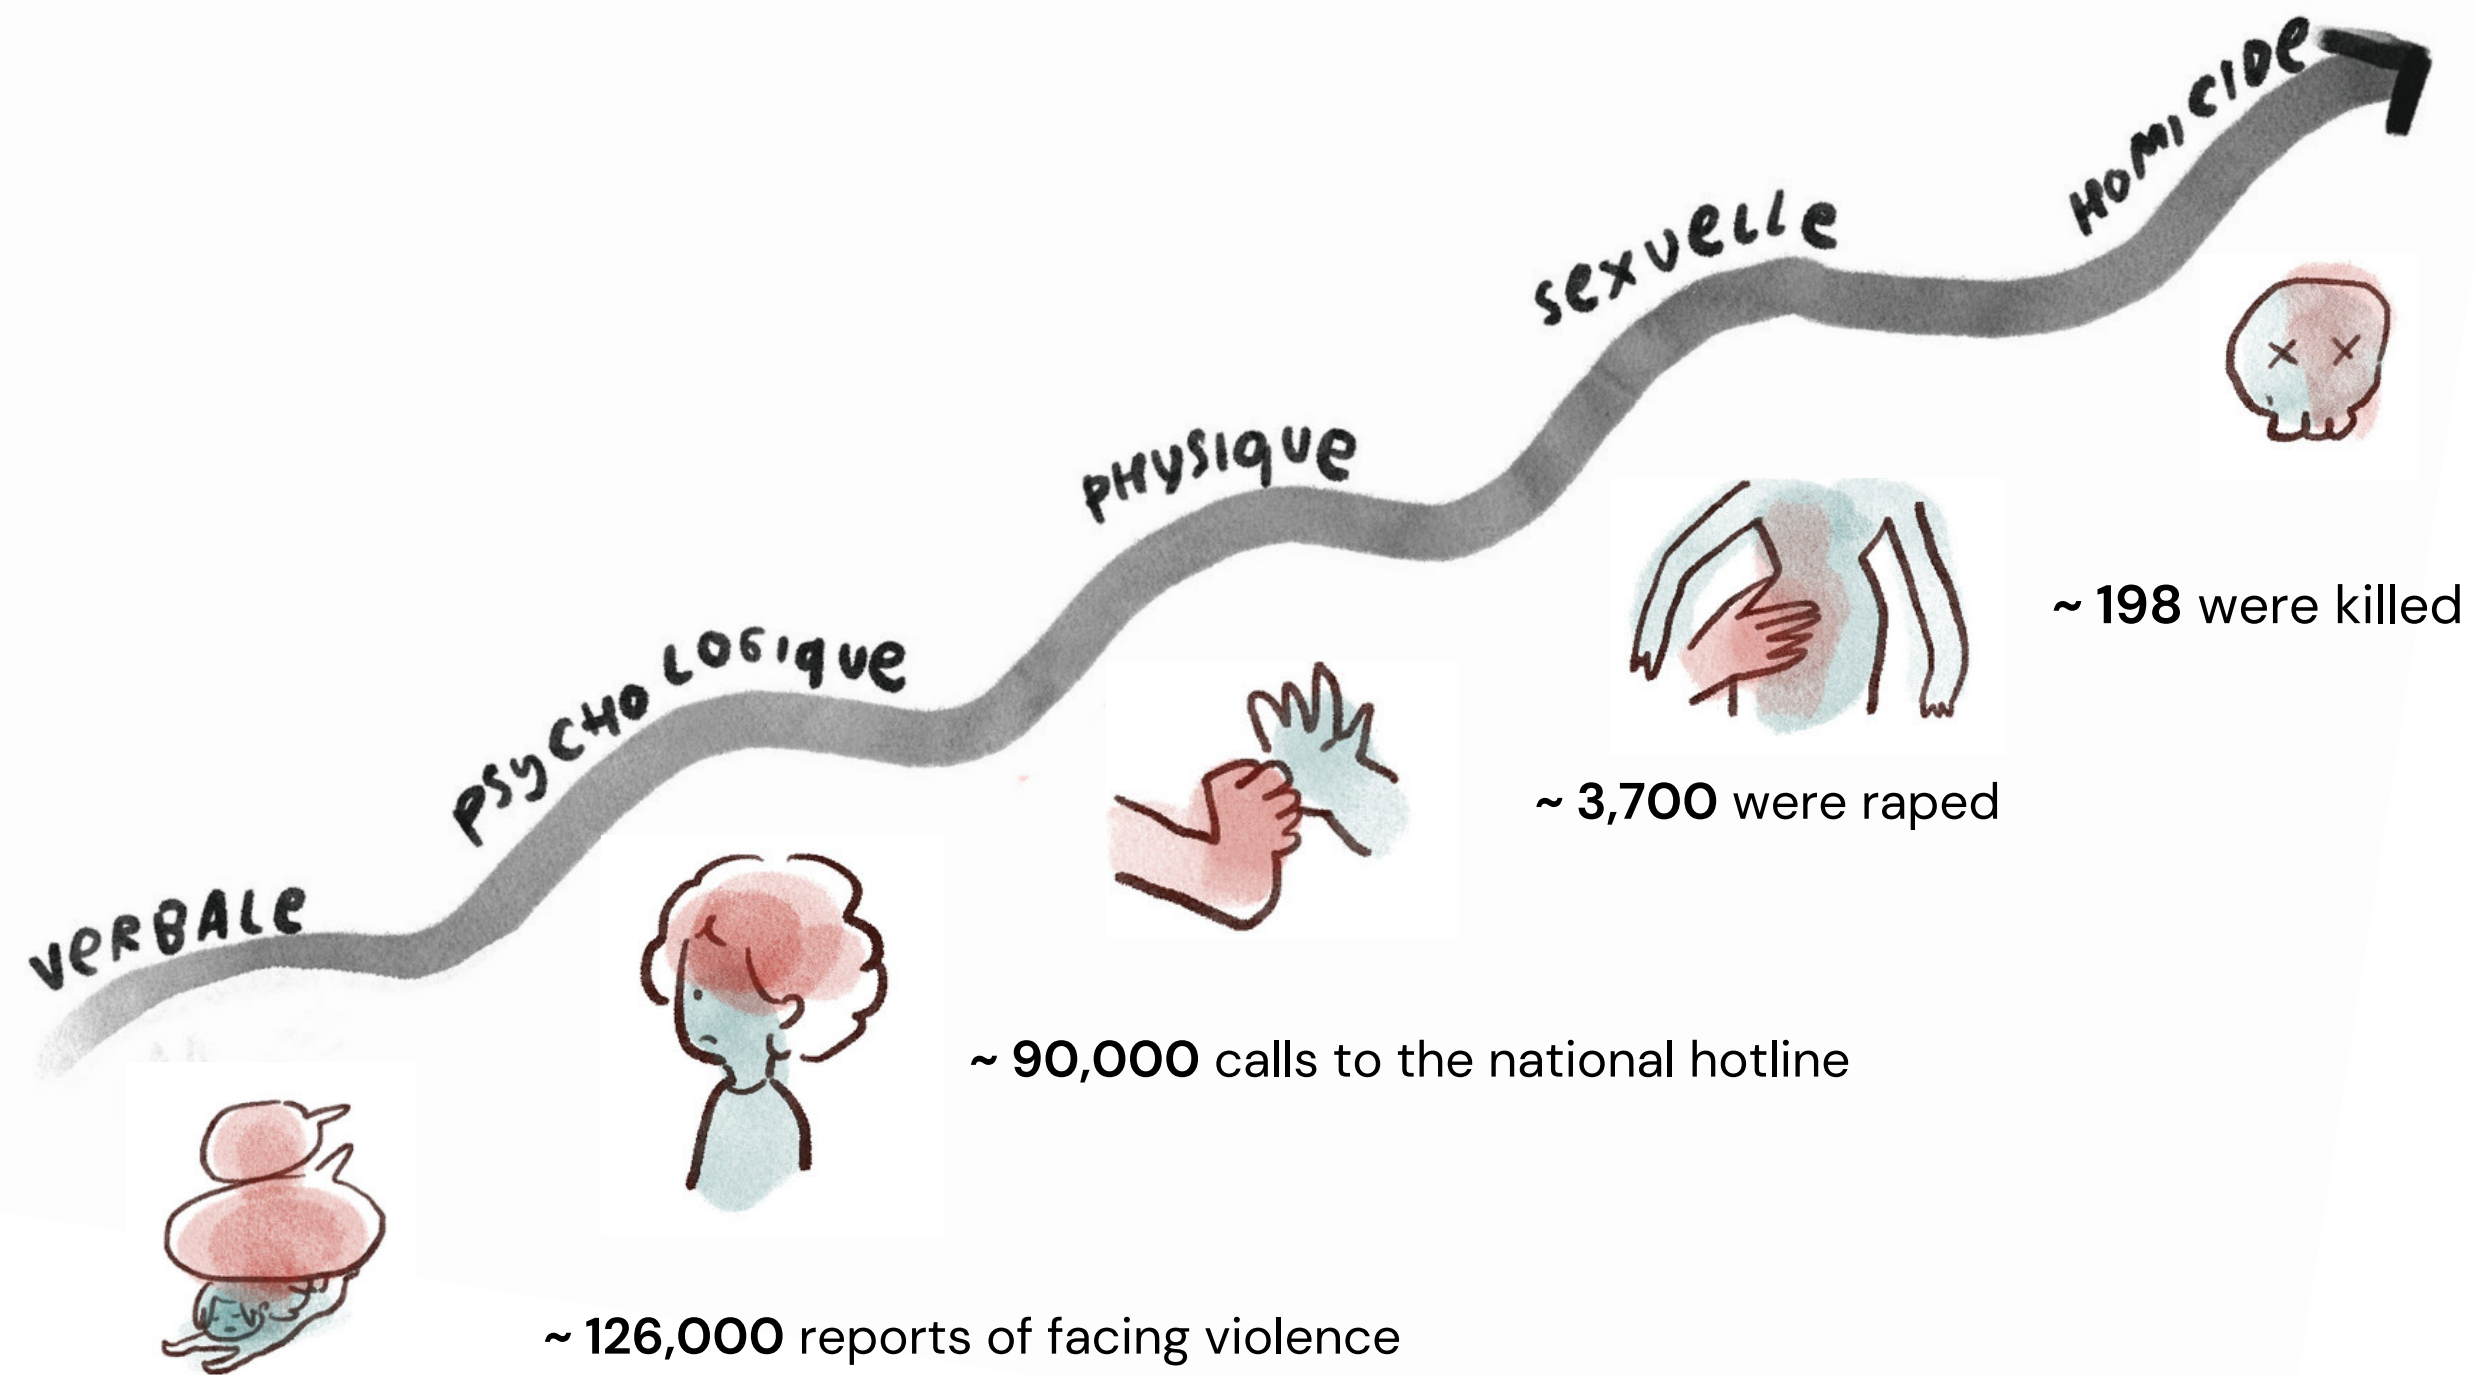 HOMICIDE
SEXUELLE
PHYSIQUE
PSYCHOLOGIQUE
VERBALE
~ 198 were killed
~ 3,700 were raped
~ 90,000 calls to the national hotline
~ 126,000 reports of facing violence